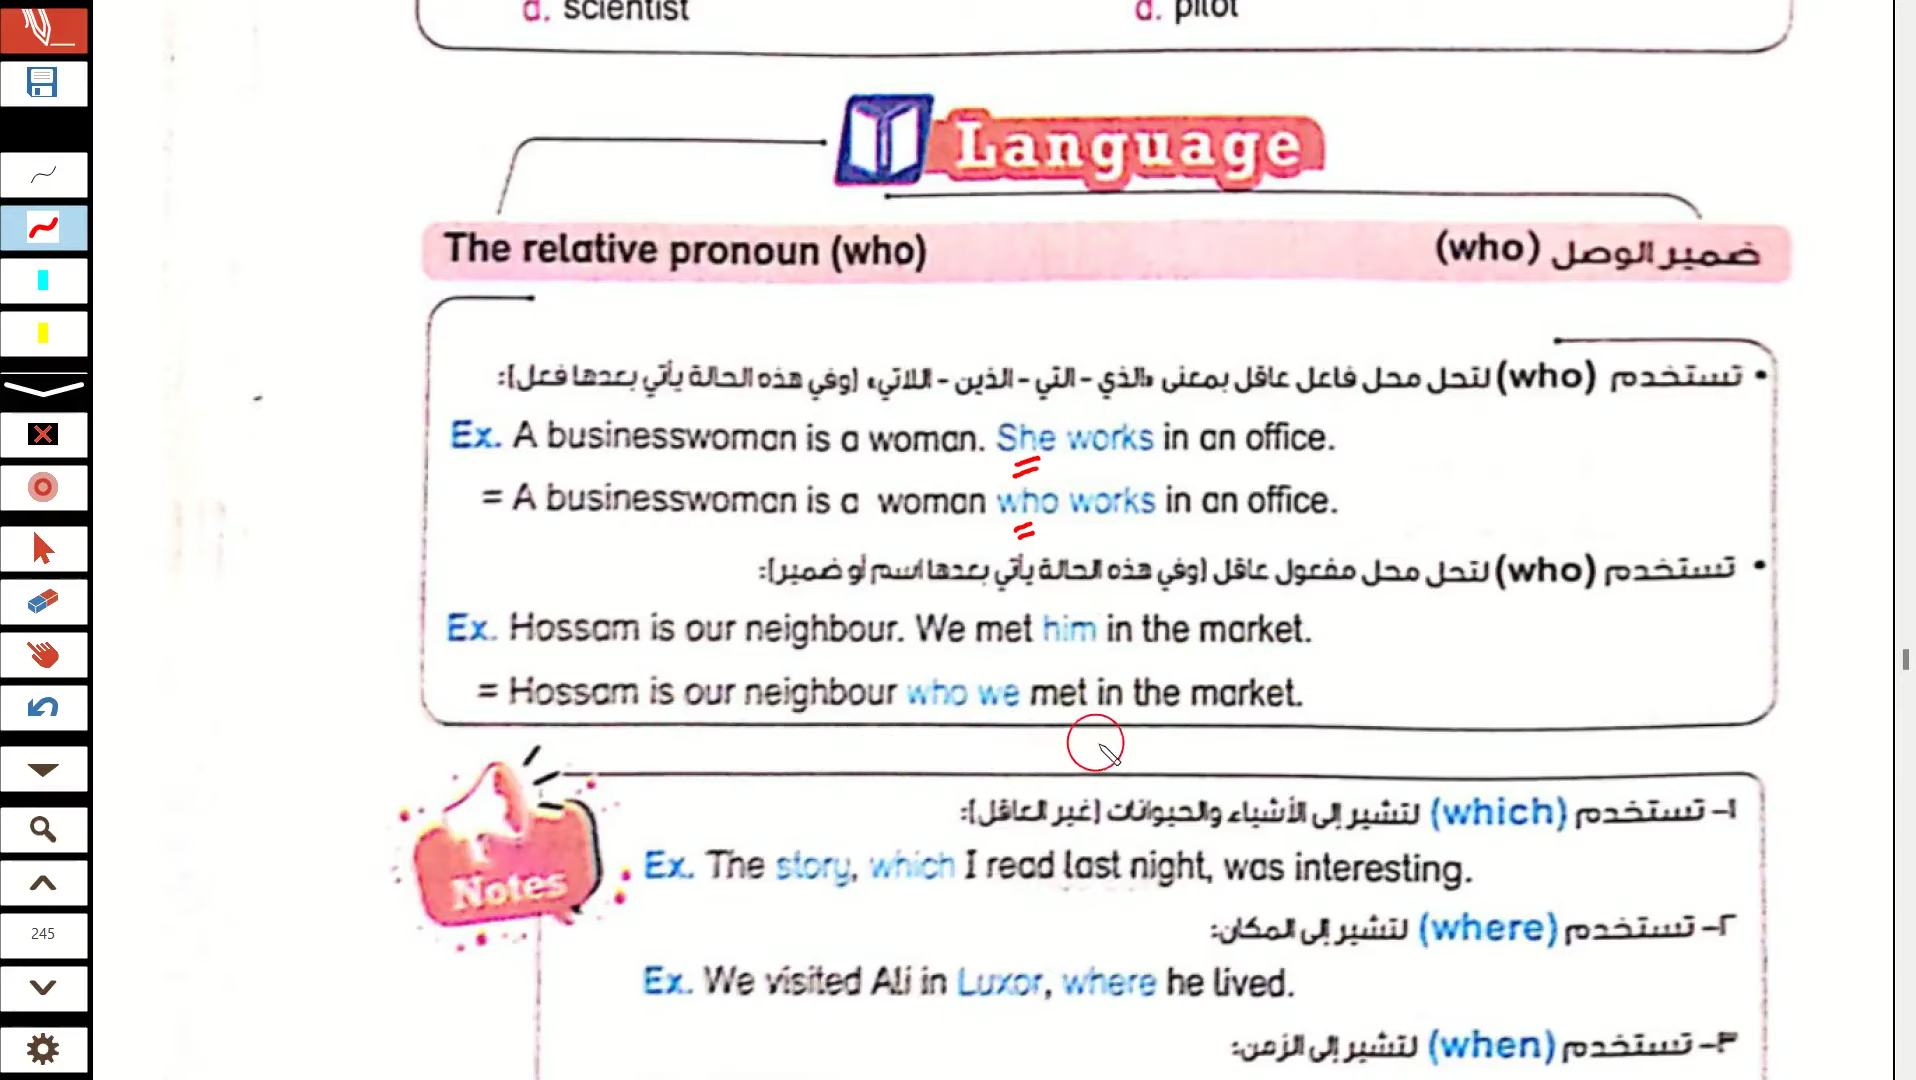 d. scientist
d. pilot
Language
The relative pronoun (who)
ضمير الوصل (who)
• تستخدم (who) لتحل محل فاعل عاقل بمعنى «الذي - التي - الذين - اللاتي» [وفي هذه الحالة يأتي بعدها فعل]:
Ex. A businesswoman is a woman. She works in an office.
= A businesswoman is a woman who works in an office.
• تستخدم (who) لتحل محل مفعول عاقل [وفي هذه الحالة يأتي بعدها اسم أو ضمير]:
Ex. Hossam is our neighbour. We met him in the market.
= Hossam is our neighbour who we met in the market.
Notes
١- تستخدم (which) لتشير إلى الأشياء والحيوانات [غير العاقل]:
Ex. The story, which I read last night, was interesting.
٢- تستخدم (where) لتشير إلى المكان:
Ex. We visited Ali in Luxor, where he lived.
٣- تستخدم (when) لتشير إلى الزمن:
245